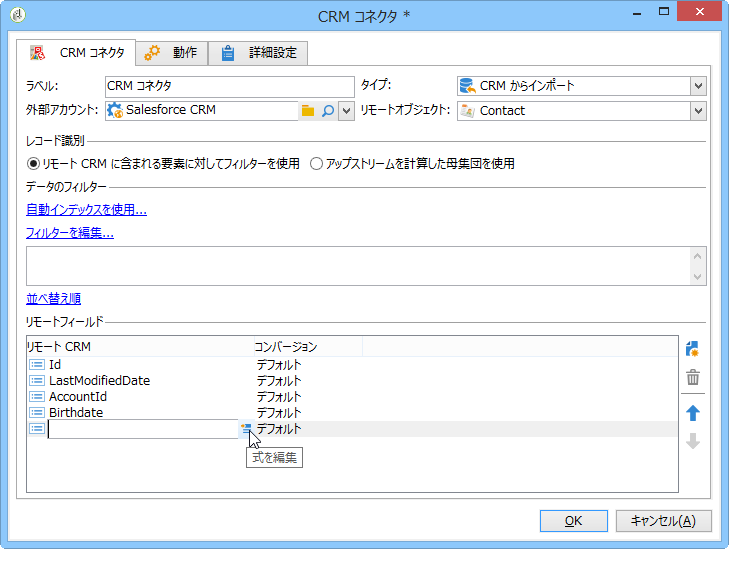 CRM コネクタ *
CRM コネクタ 動作 詳細設定
ラベル: CRM コネクタ タイプ: CRM からインポート
外部アカウント: Salesforce CRM リモートオブジェクト: Contact
レコード識別
リモート CRM に含まれる要素に対してフィルターを使用 アップストリームを計算した母集団を使用
データのフィルター
自動インデックスを使用...
フィルターを編集...
並べ替え順
リモートフィールド
リモート CRM コンバージョン
Id デフォルト
LastModifiedDate デフォルト
AccountId デフォルト
Birthdate デフォルト
デフォルト
式を編集
OK キャンセル(A)